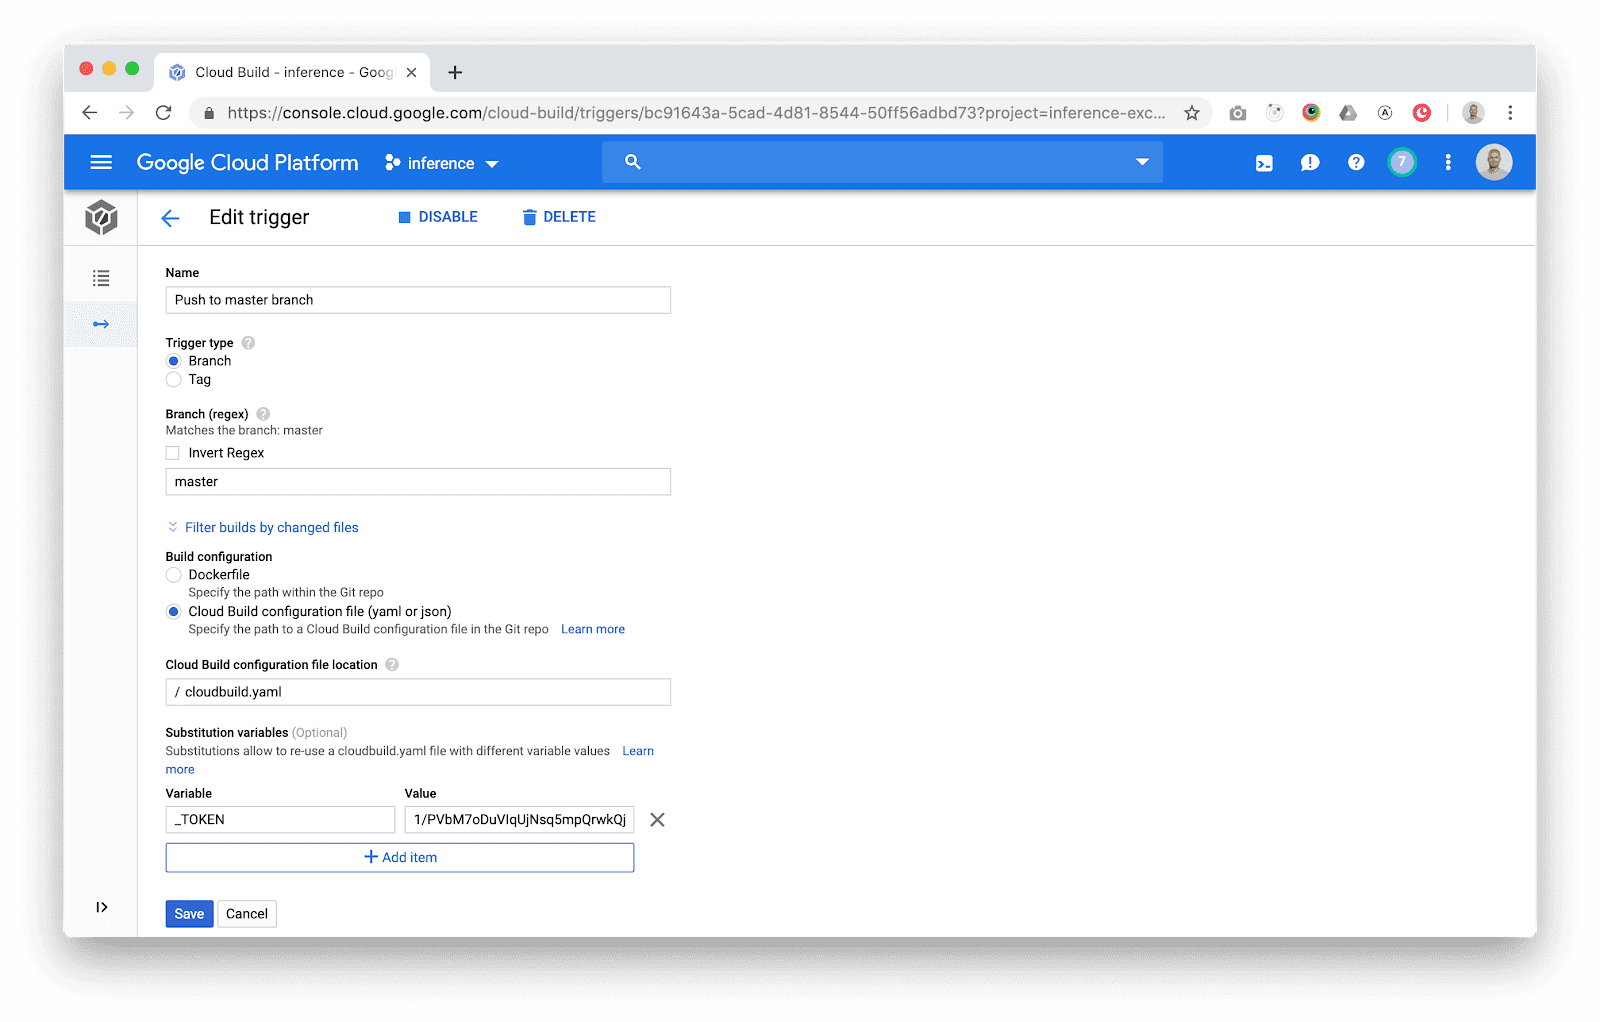 Cloud Build - inference - Goog
https://console.cloud.google.com/cloud-build/triggers/bc91643a-5cad-4d81-8544-50ff56adbd73?project=inference-exc...
Google Cloud Platform
inference
7
Edit trigger
DISABLE
DELETE
Name
Push to master branch
Trigger type
Branch
Tag
Branch (regex)
Matches the branch: master
Invert Regex
master
Filter builds by changed files
Build configuration
Dockerfile
Specify the path within the Git repo
Cloud Build configuration file (yaml or json)
Specify the path to a Cloud Build configuration file in the Git repo Learn more
Cloud Build configuration file location
/ cloudbuild.yaml
Substitution variables (Optional)
Substitutions allow to re-use a cloudbuild.yaml file with different variable values Learn
more
Variable Value
_TOKEN 1/PVbM7oDuVIqUjNsq5mpQrwkQj
Add item
Save Cancel